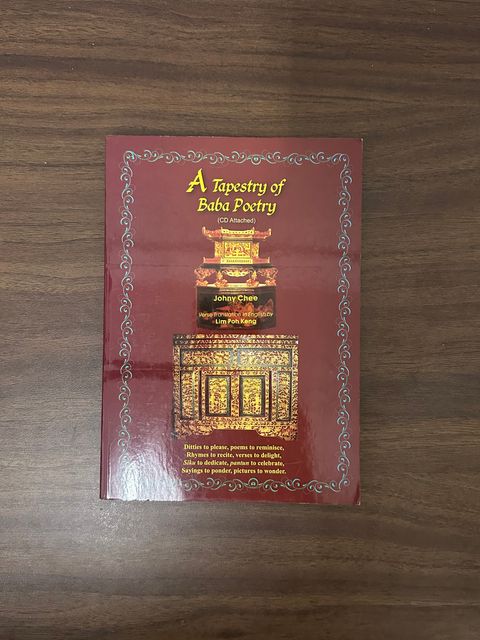 A Tapestry of
Baba Poetry
(CD Attached)
Johny Chee
Verse Translation in English by
Lim Poh Keng
Ditties to please, poems to reminisce,
Rhymes to recite, verses to delight,
Siku to dedicate, pantun to celebrate,
Sayings to ponder, pictures to wonder.